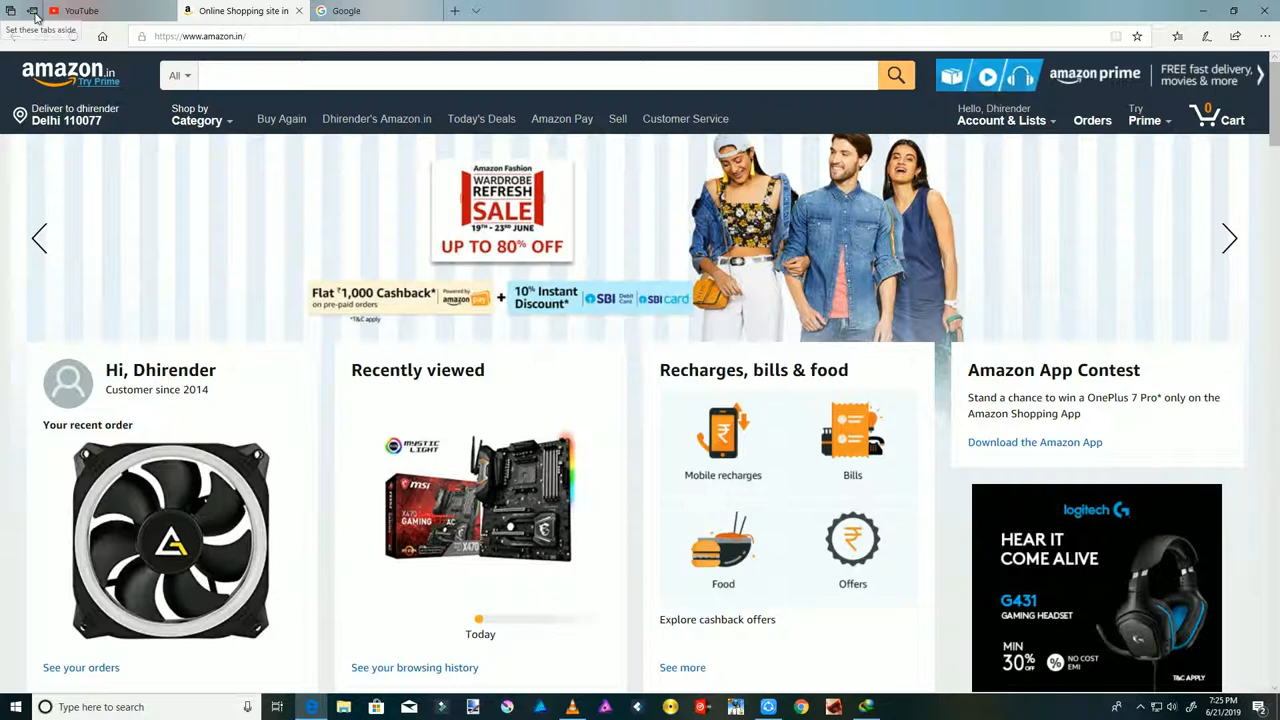 YouTube
Online Shopping site in
Google
Set these tabs aside
https://www.amazon.in/
amazon.in
Try Prime
All
amazon prime
FREE fast delivery,
movies & more
Deliver to dhirender
Delhi 110077
Shop by
Category
Buy Again
Dhirender's Amazon.in
Today's Deals
Amazon Pay
Sell
Customer Service
Hello, Dhirender
Account & Lists
Orders
Try
Prime
0
Cart
Amazon Fashion
WARDROBE
REFRESH
SALE
19TH - 23RD JUNE
UP TO 80% OFF
Flat ₹1,000 Cashback*
on pre-paid orders
Powered by
amazon pay
+
10% Instant
Discount*
SBI Debit Card
SBI card
*T&C apply
Hi, Dhirender
Customer since 2014
Your recent order
See your orders
Recently viewed
MYSTIC
LIGHT
msi
X470
GAMING
AC
X470
Today
See your browsing history
Recharges, bills & food
Mobile recharges
Bills
Food
Offers
Explore cashback offers
See more
Amazon App Contest
Stand a chance to win a OnePlus 7 Pro* only on the
Amazon Shopping App
Download the Amazon App
logitech G
HEAR IT
COME ALIVE
G431
GAMING HEADSET
MIN
30% OFF
% NO COST
EMI
T&C APPLY
Type here to search
7:25 PM
6/21/2019
2